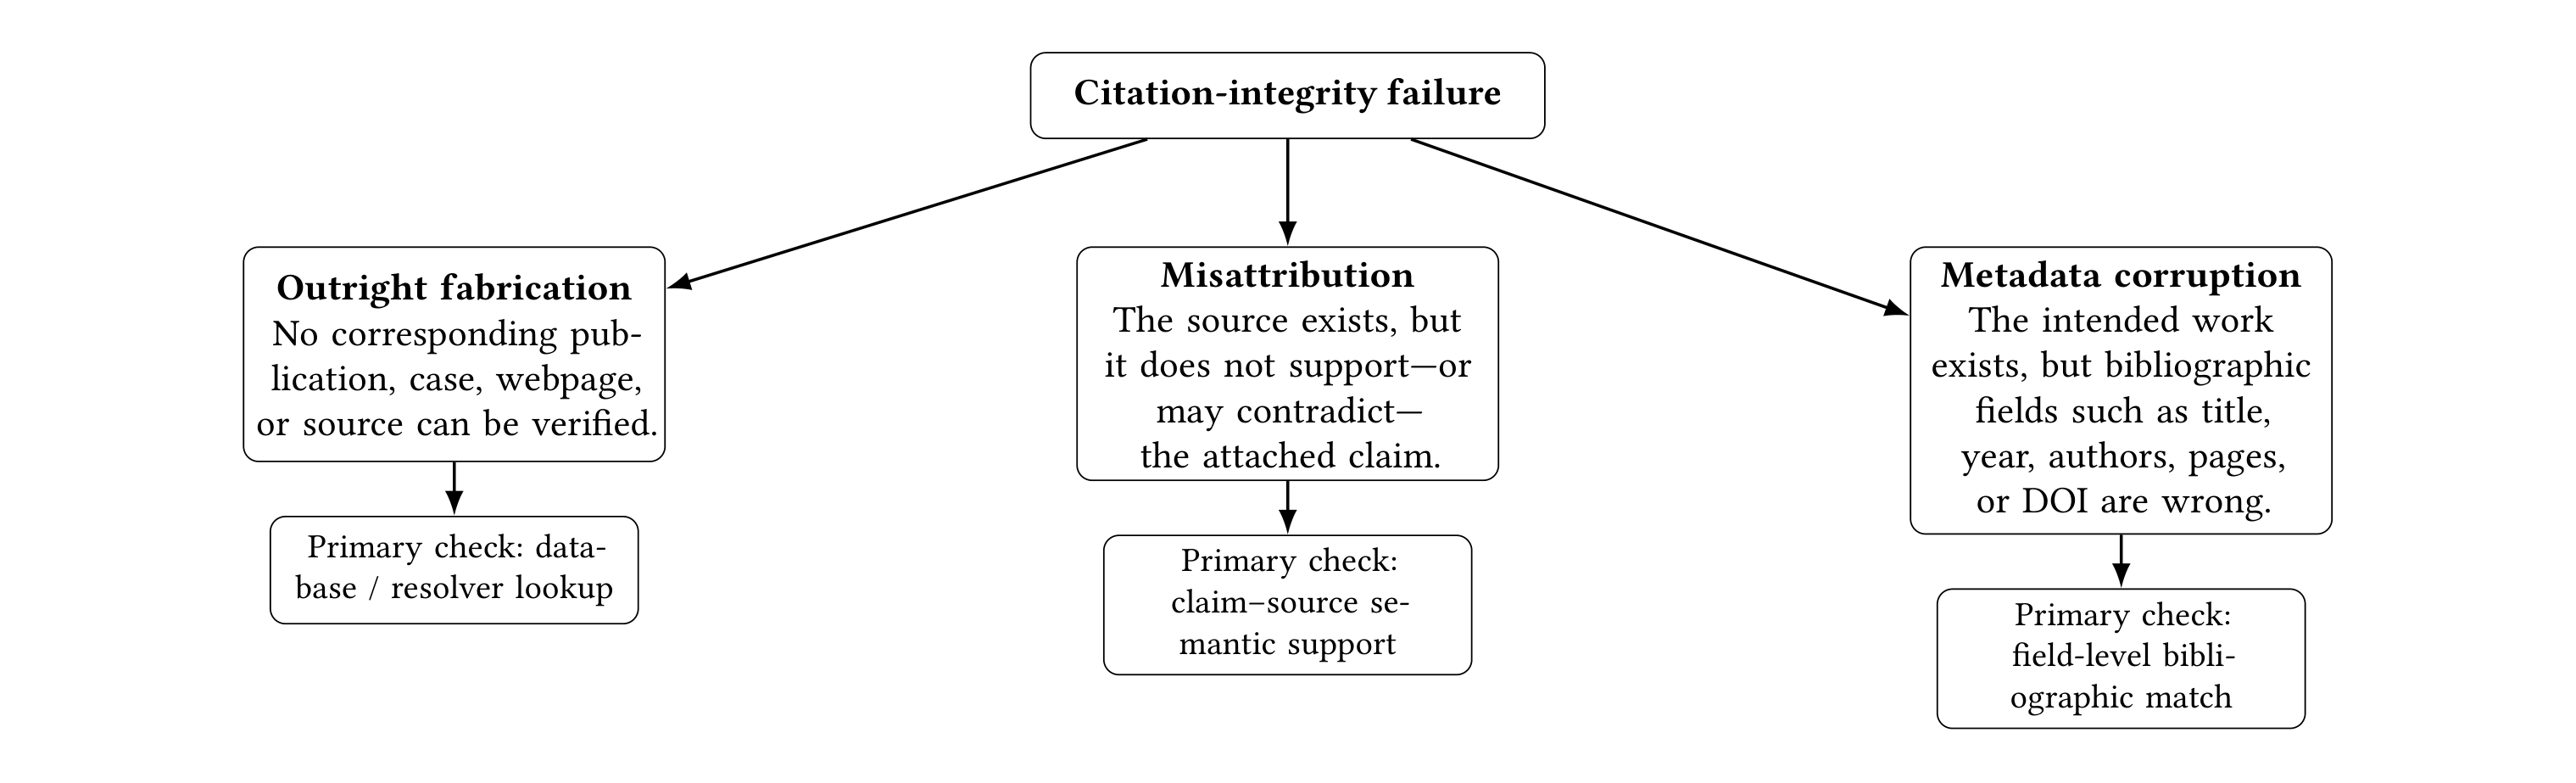 Citation-integrity failure
Outright fabrication
No corresponding pub-
lication, case, webpage,
or source can be verified.
Primary check: data-
base / resolver lookup
Misattribution
The source exists, but
it does not support—or
may contradict—
the attached claim.
Primary check:
claim–source se-
mantic support
Metadata corruption
The intended work
exists, but bibliographic
fields such as title,
year, authors, pages,
or DOI are wrong.
Primary check:
field-level bibli-
ographic match